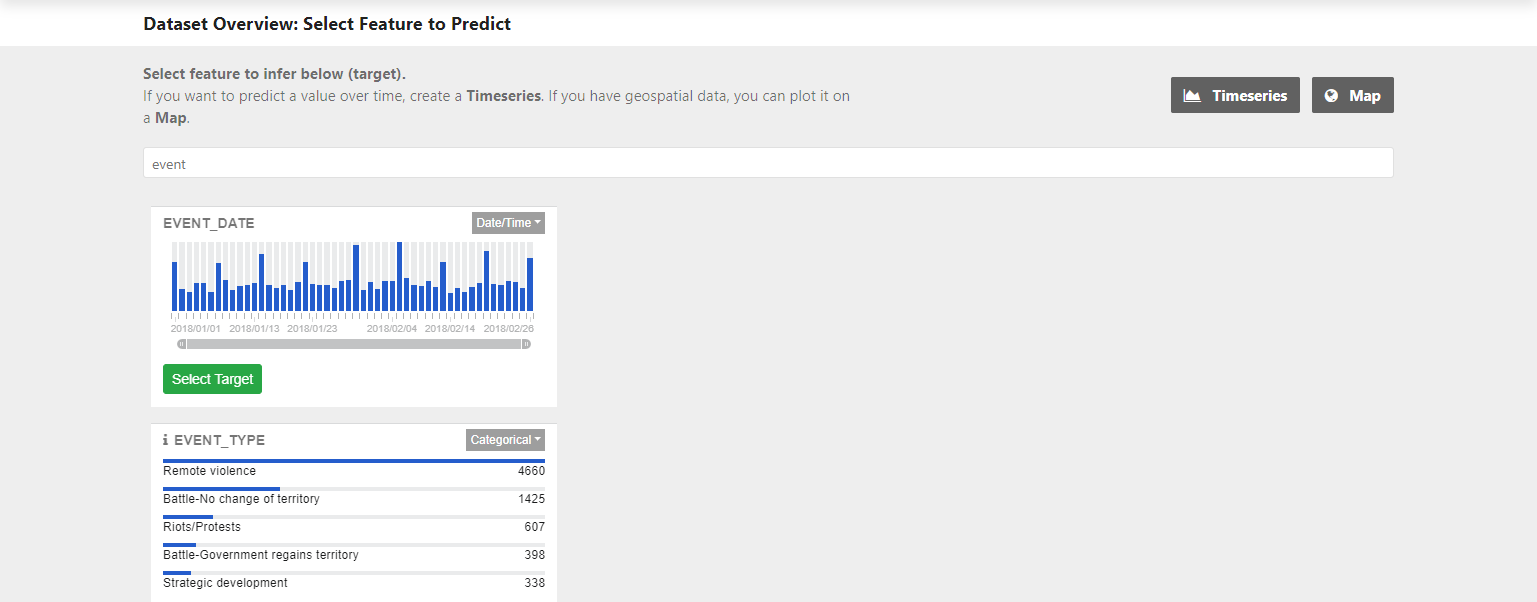 Dataset Overview: Select Feature to Predict
Select feature to infer below (target).
If you want to predict a value over time, create a Timeseries. If you have geospatial data, you can plot it on
a Map.
Timeseries
Map
event
EVENT_DATE
Date/Time
2018/01/01 2018/01/13 2018/01/23 2018/02/04 2018/02/14 2018/02/26
Select Target
EVENT_TYPE
Categorical
Remote violence 4660
Battle-No change of territory 1425
Riots/Protests 607
Battle-Government regains territory 398
Strategic development 338